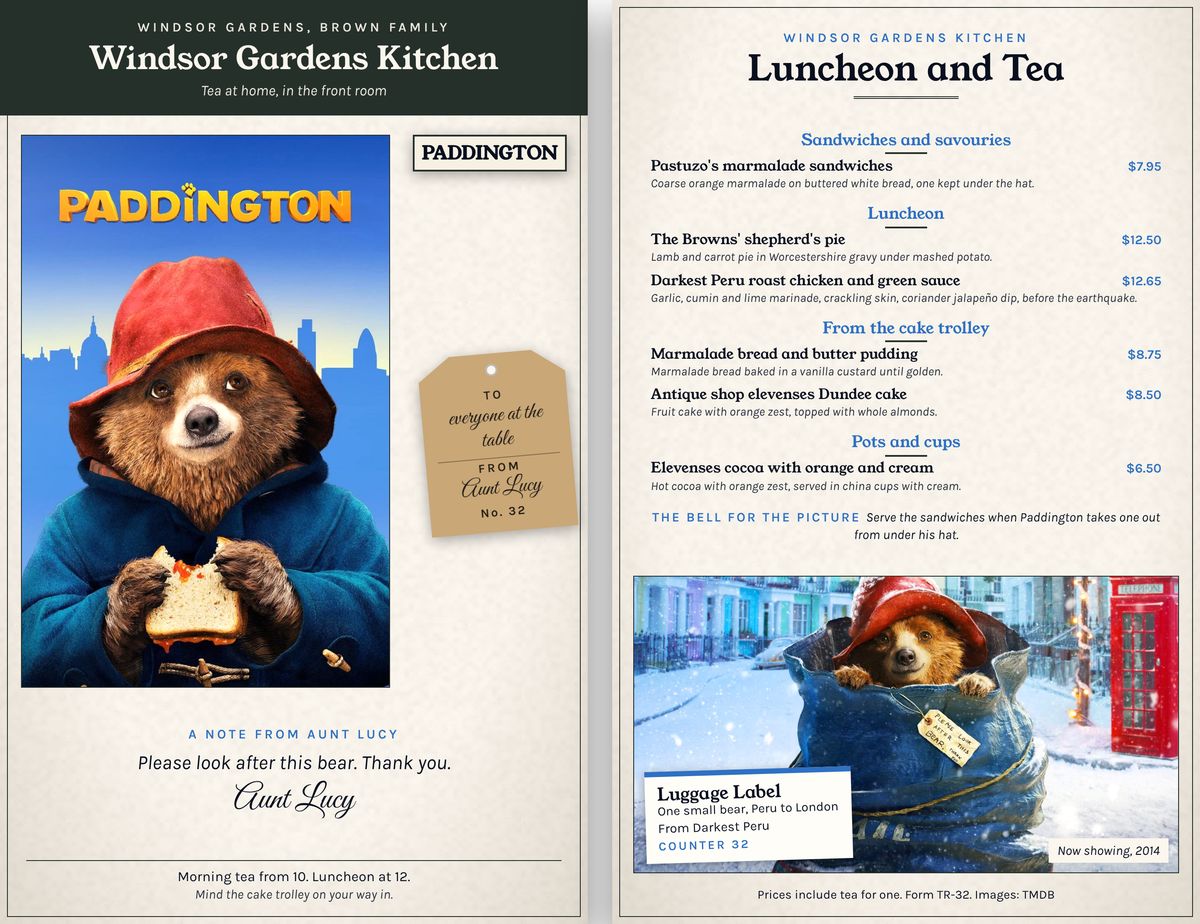 WINDSOR GARDENS, BROWN FAMILY
Windsor Gardens Kitchen
Tea at home, in the front room
PADDINGTON
PADDINGTON
TO
everyone at the
table
FROM
Aunt Lucy
No. 32
A NOTE FROM AUNT LUCY
Please look after this bear. Thank you.
Aunt Lucy
Morning tea from 10. Luncheon at 12.
Mind the cake trolley on your way in.
WINDSOR GARDENS KITCHEN
Luncheon and Tea
Sandwiches and savouries
Pastuzo's marmalade sandwiches $7.95
Coarse orange marmalade on buttered white bread, one kept under the hat.
Luncheon
The Browns' shepherd's pie $12.50
Lamb and carrot pie in Worcestershire gravy under mashed potato.
Darkest Peru roast chicken and green sauce $12.65
Garlic, cumin and lime marinade, crackling skin, coriander jalapeño dip, before the earthquake.
From the cake trolley
Marmalade bread and butter pudding $8.75
Marmalade bread baked in a vanilla custard until golden.
Antique shop elevenses Dundee cake $8.50
Fruit cake with orange zest, topped with whole almonds.
Pots and cups
Elevenses cocoa with orange and cream $6.50
Hot cocoa with orange zest, served in china cups with cream.
THE BELL FOR THE PICTURE Serve the sandwiches when Paddington takes one out
from under his hat.
TELEPHONE
PLEASE LOOK
AFTER THIS
BEAR
Luggage Label
One small bear, Peru to London
From Darkest Peru
COUNTER 32
Now showing, 2014
Prices include tea for one. Form TR-32. Images: TMDB